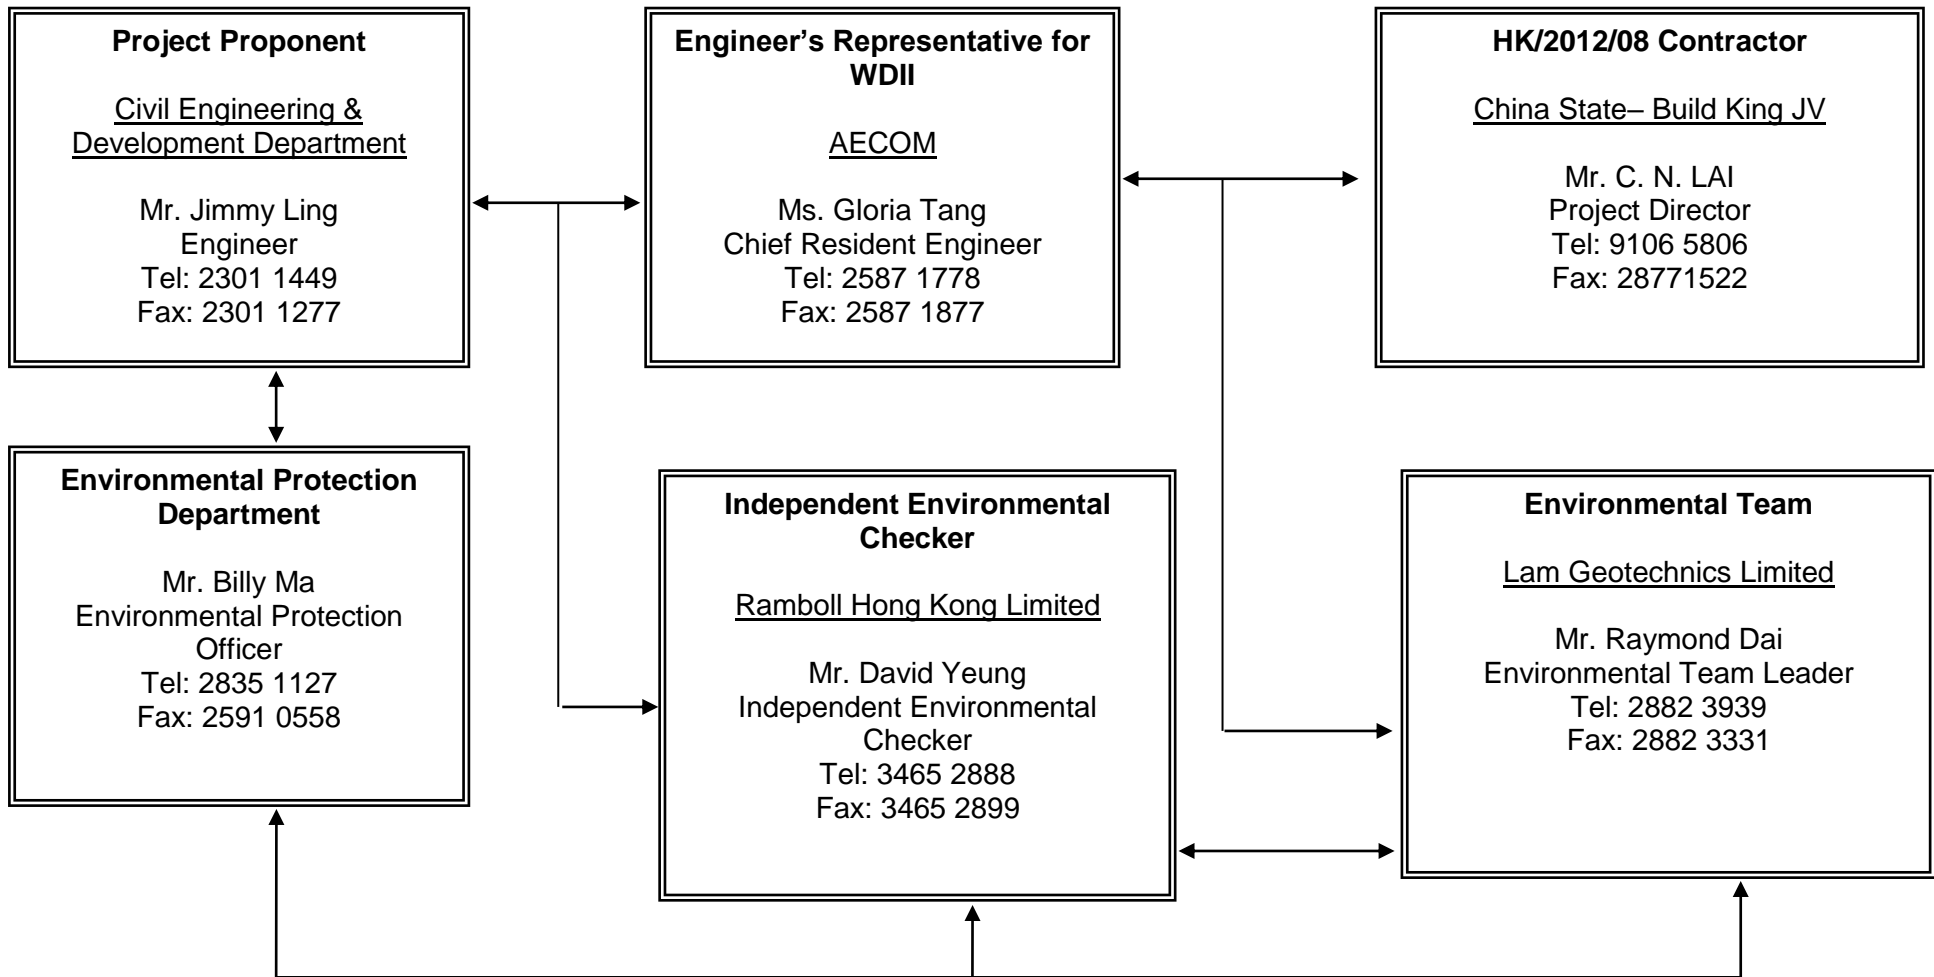 Project Proponent
Civil Engineering &
Development Department
Mr. Jimmy Ling
Engineer
Tel: 2301 1449
Fax: 2301 1277
Engineer’s Representative for
WDII
AECOM
Ms. Gloria Tang
Chief Resident Engineer
Tel: 2587 1778
Fax: 2587 1877
HK/2012/08 Contractor
China State– Build King JV
Mr. C. N. LAI
Project Director
Tel: 9106 5806
Fax: 28771522
Environmental Protection
Department
Mr. Billy Ma
Environmental Protection
Officer
Tel: 2835 1127
Fax: 2591 0558
Independent Environmental
Checker
Ramboll Hong Kong Limited
Mr. David Yeung
Independent Environmental
Checker
Tel: 3465 2888
Fax: 3465 2899
Environmental Team
Lam Geotechnics Limited
Mr. Raymond Dai
Environmental Team Leader
Tel: 2882 3939
Fax: 2882 3331